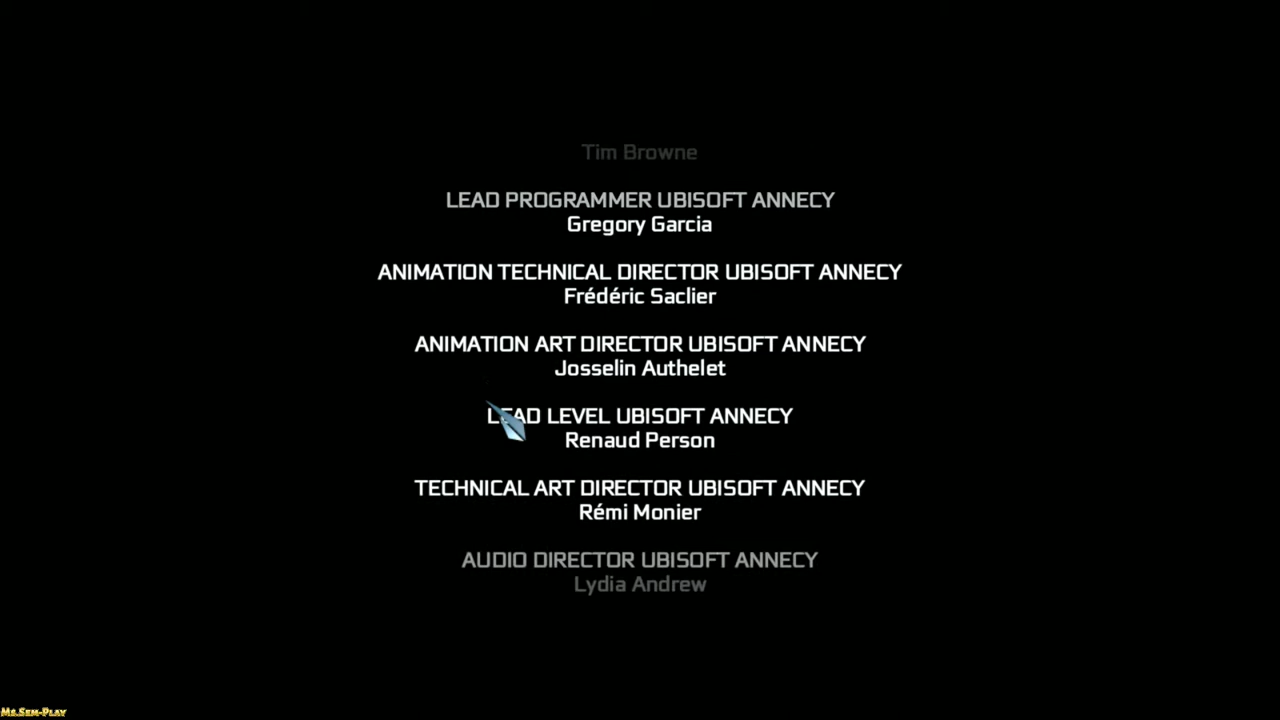 Tim Browne
LEAD PROGRAMMER UBISOFT ANNECY
Gregory Garcia
ANIMATION TECHNICAL DIRECTOR UBISOFT ANNECY
Frédéric Saclier
ANIMATION ART DIRECTOR UBISOFT ANNECY
Josselin Authelet
LEAD LEVEL UBISOFT ANNECY
Renaud Person
TECHNICAL ART DIRECTOR UBISOFT ANNECY
Rémi Monier
AUDIO DIRECTOR UBISOFT ANNECY
Lydia Andrew
Ms.Sem-Play